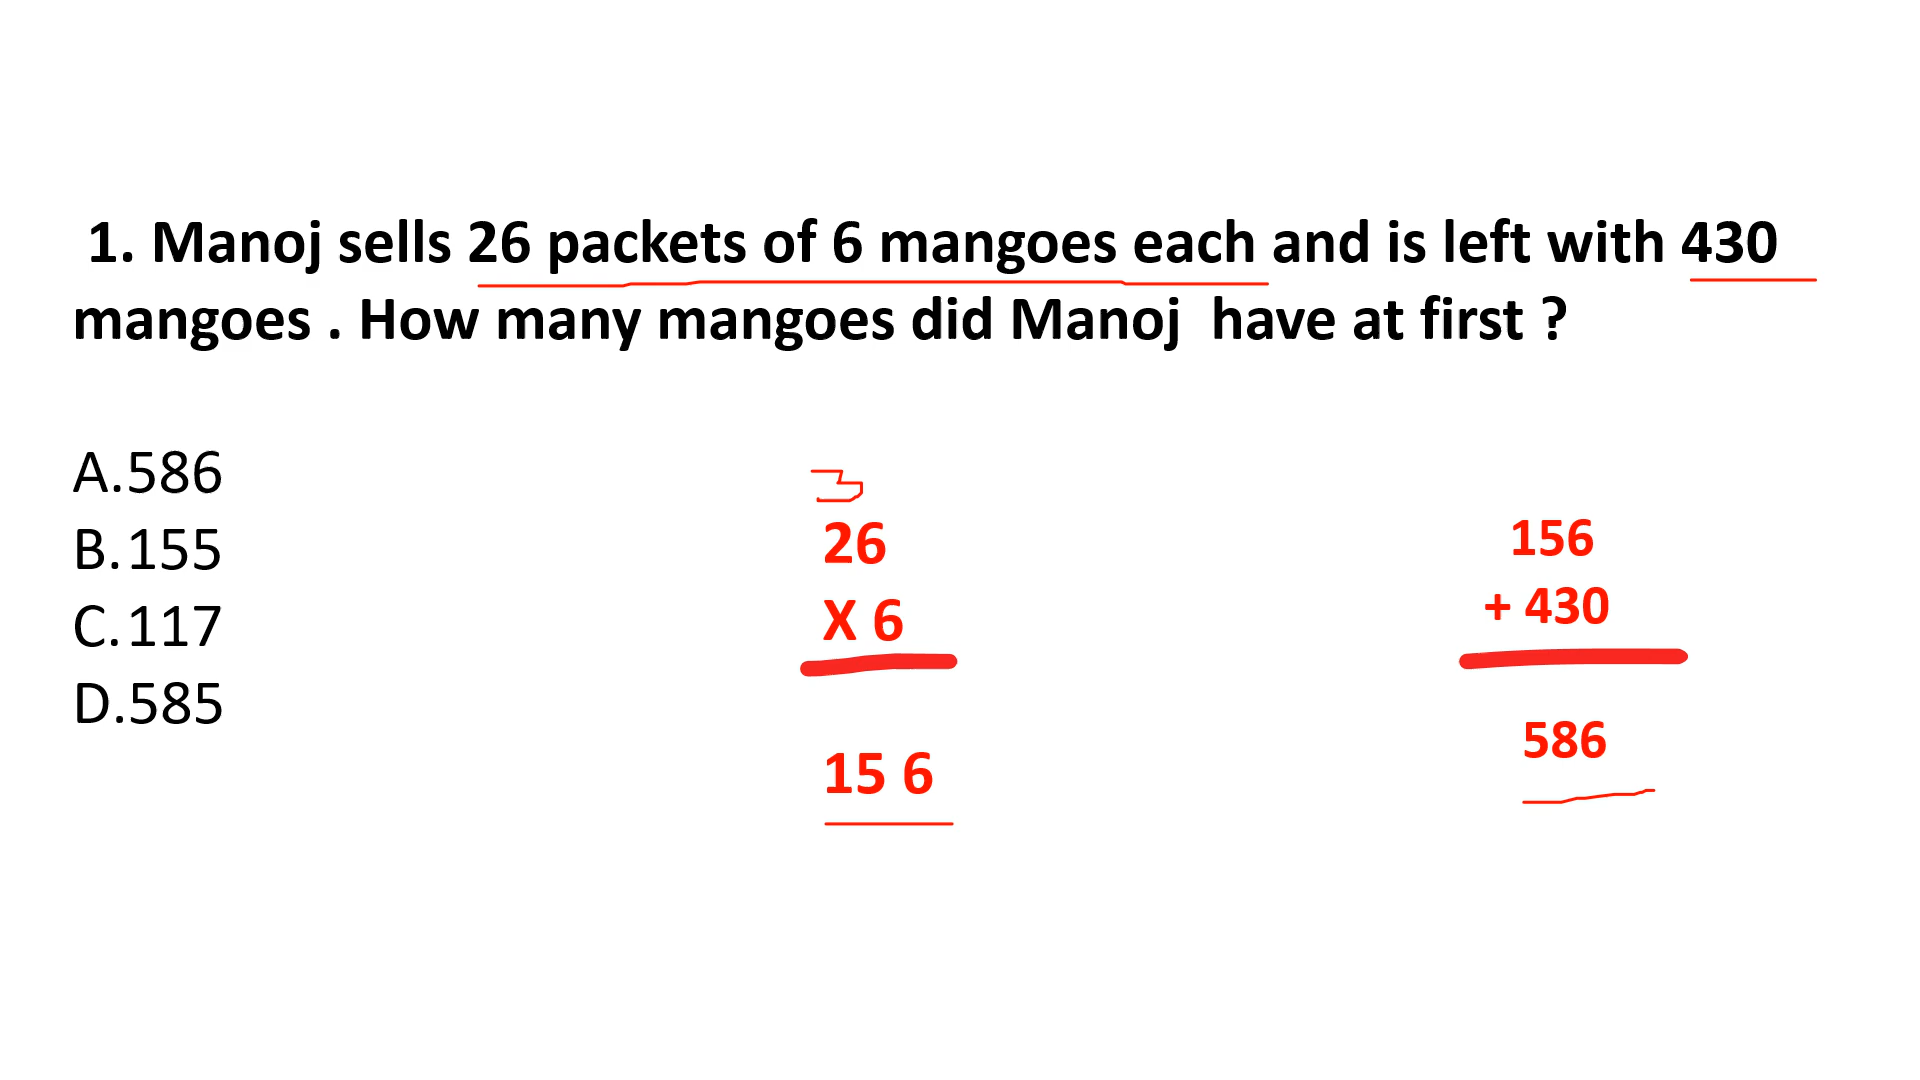 1. Manoj sells 26 packets of 6 mangoes each and is left with 430
mangoes . How many mangoes did Manoj  have at first ?
A.586
B.155
C.117
D.585
3
26
X 6
15 6
156
+ 430
586